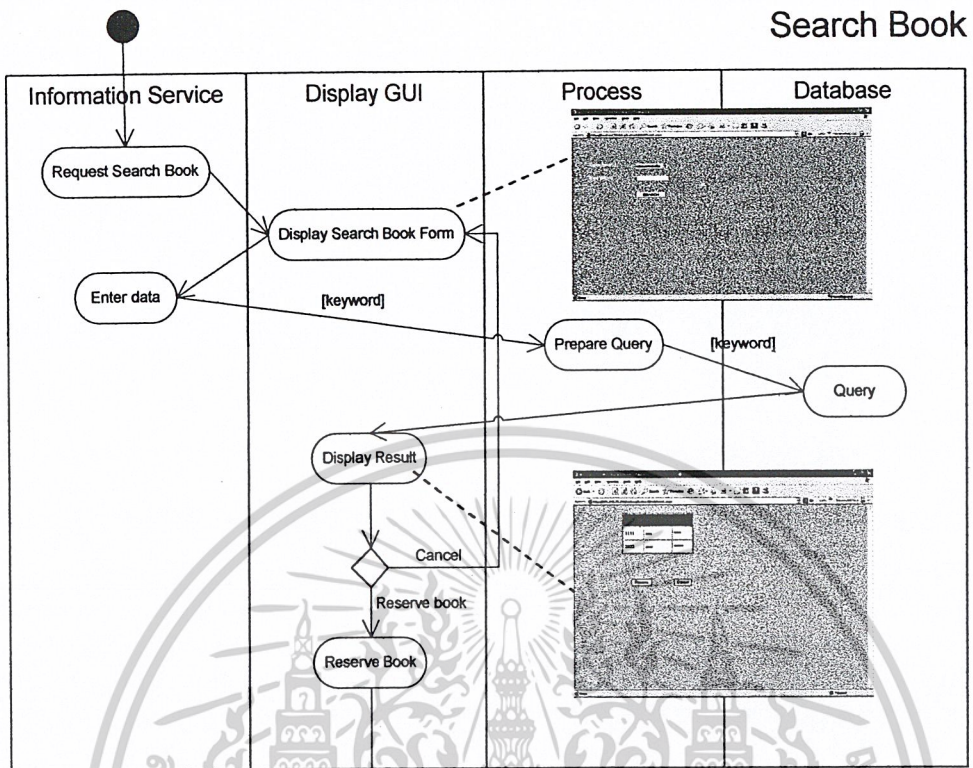 Search Book
Information Service
Display GUI
Process
Database
Request Search Book
Display Search Book Form
Enter data
[keyword]
Prepare Query
[keyword]
Query
Display Result
Cancel
Reserve book
Reserve Book